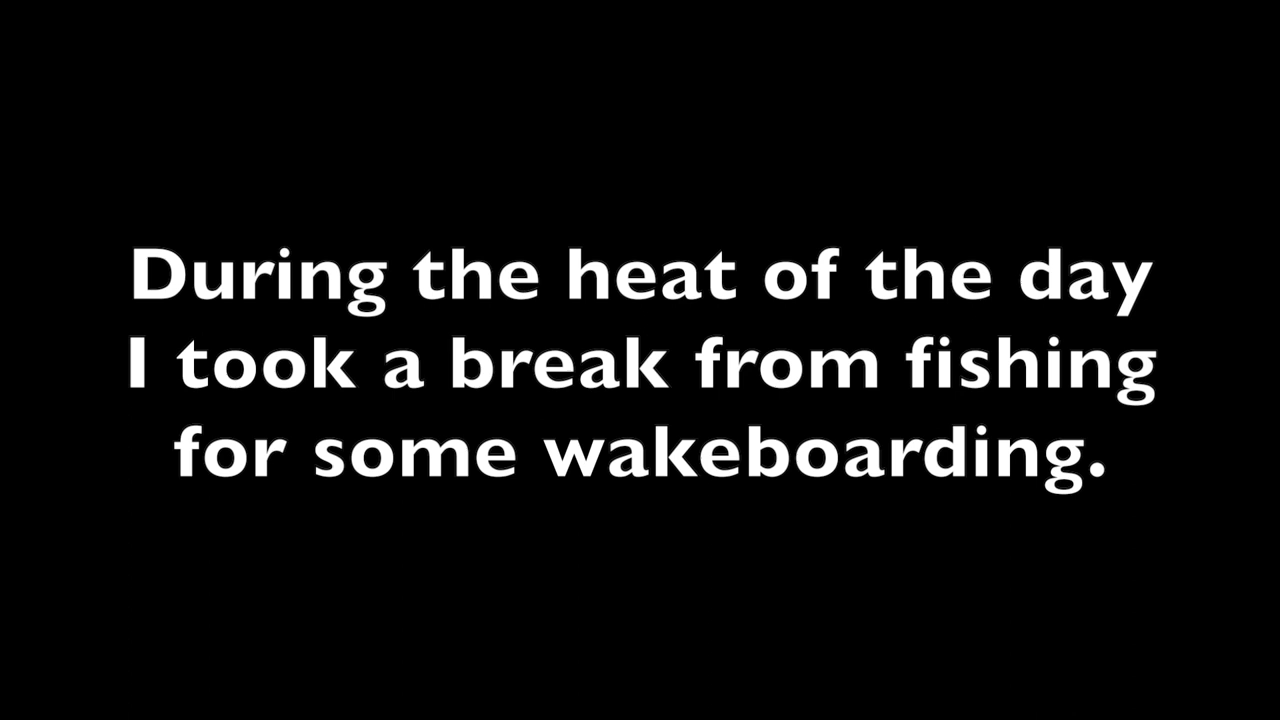 During the heat of the day
I took a break from fishing
for some wakeboarding.